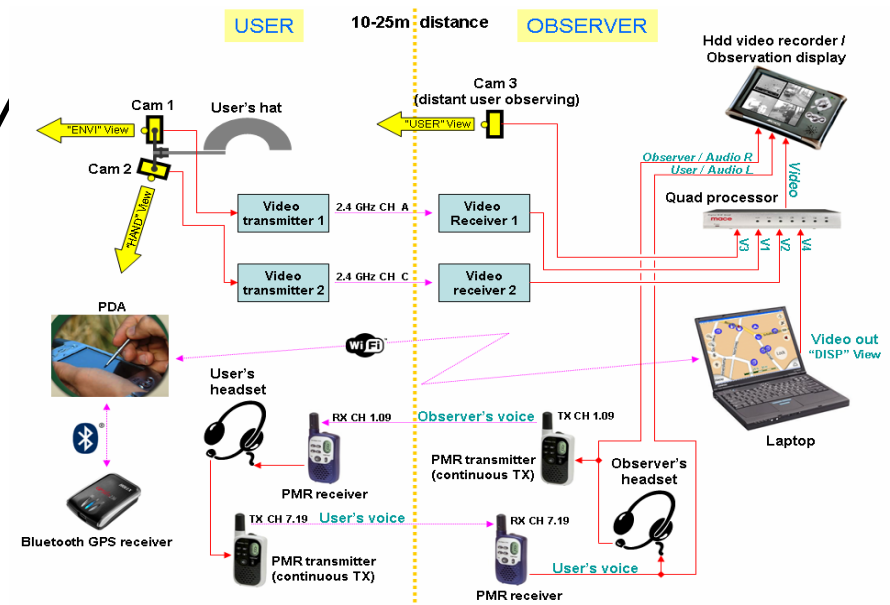 USER
10-25m distance
OBSERVER
Hdd video recorder /
Observation display
Cam 1
User's hat
Cam 3
(distant user observing)
"ENVI" View
"USER" View
Cam 2
"HAND" View
Observer / Audio R
User / Audio L
Video
Quad processor
mace
Video
transmitter 1
2.4 GHz CH A
Video
Receiver 1
V3
V1
V2
V4
Video
transmitter 2
2.4 GHz CH C
Video
receiver 2
PDA
Wi Fi
Video out
"DISP" View
User's
headset
RX CH 1.09
Observer's voice
TX CH 1.09
Laptop
PMR receiver
PMR transmitter
(continuous TX)
Observer's
headset
TX CH 7.19
User's voice
RX CH 7.19
Bluetooth GPS receiver
PMR transmitter
(continuous TX)
User's voice
PMR receiver